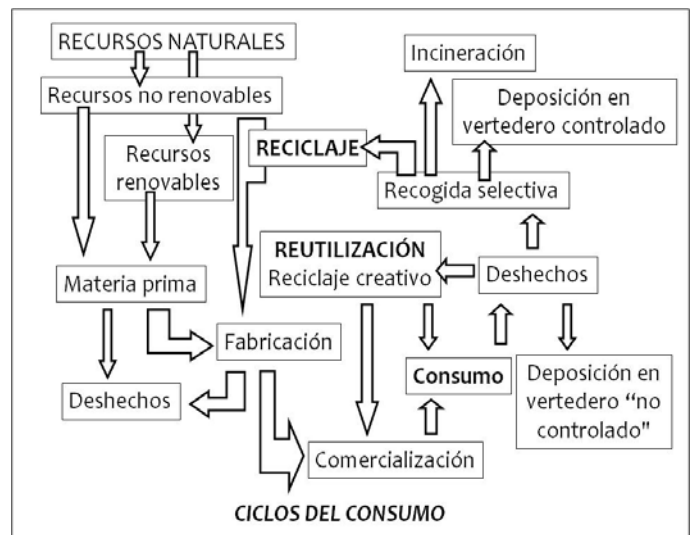 RECURSOS NATURALES
Recursos no renovables
Recursos
renovables
Materia prima
Deshechos
Fabricación
RECICLAJE
Incineración
Deposición en
vertedero controlado
Recogida selectiva
REUTILIZACIÓN
Reciclaje creativo
Deshechos
Consumo
Deposición en
vertedero “no
controlado"
Comercialización
CICLOS DEL CONSUMO